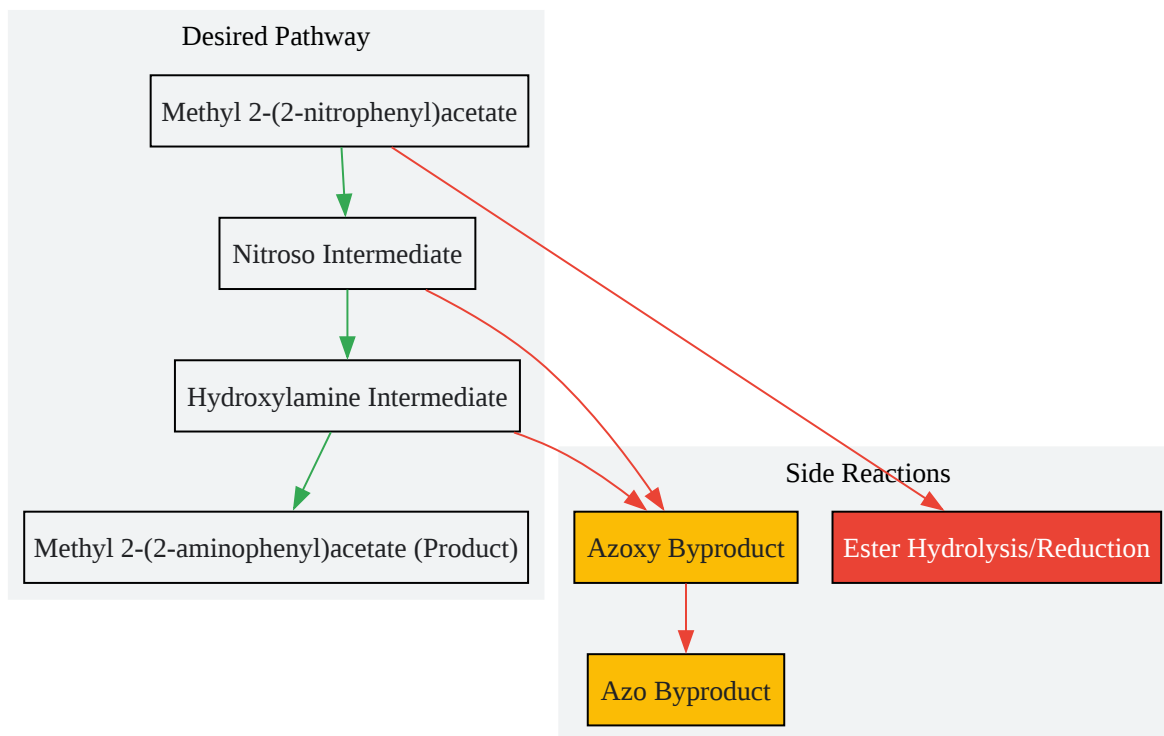 Desired Pathway
Methyl 2-(2-nitrophenyl)acetate
Nitroso Intermediate
Hydroxylamine Intermediate
Methyl 2-(2-aminophenyl)acetate (Product)
Side Reactions
Azoxy Byproduct
Ester Hydrolysis/Reduction
Azo Byproduct